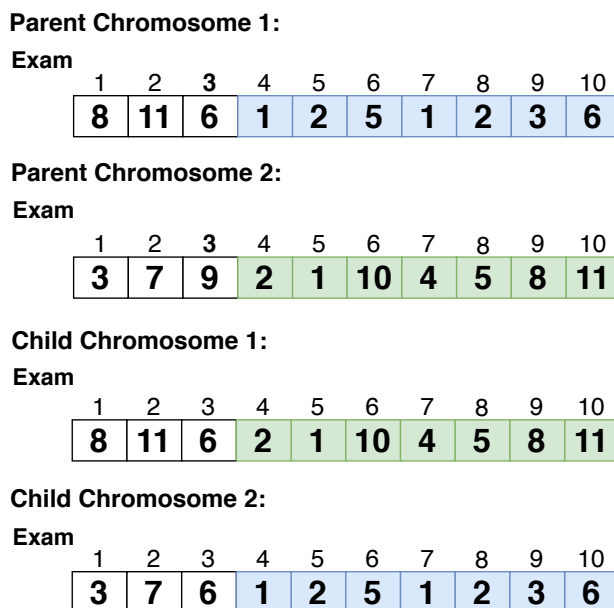 Parent Chromosome 1:
Exam
1 2 3 4 5 6 7 8 9 10
8 11 6 1 2 5 1 2 3 6
Parent Chromosome 2:
Exam
1 2 3 4 5 6 7 8 9 10
3 7 9 2 1 10 4 5 8 11
Child Chromosome 1:
Exam
1 2 3 4 5 6 7 8 9 10
8 11 6 2 1 10 4 5 8 11
Child Chromosome 2:
Exam
1 2 3 4 5 6 7 8 9 10
3 7 6 1 2 5 1 2 3 6